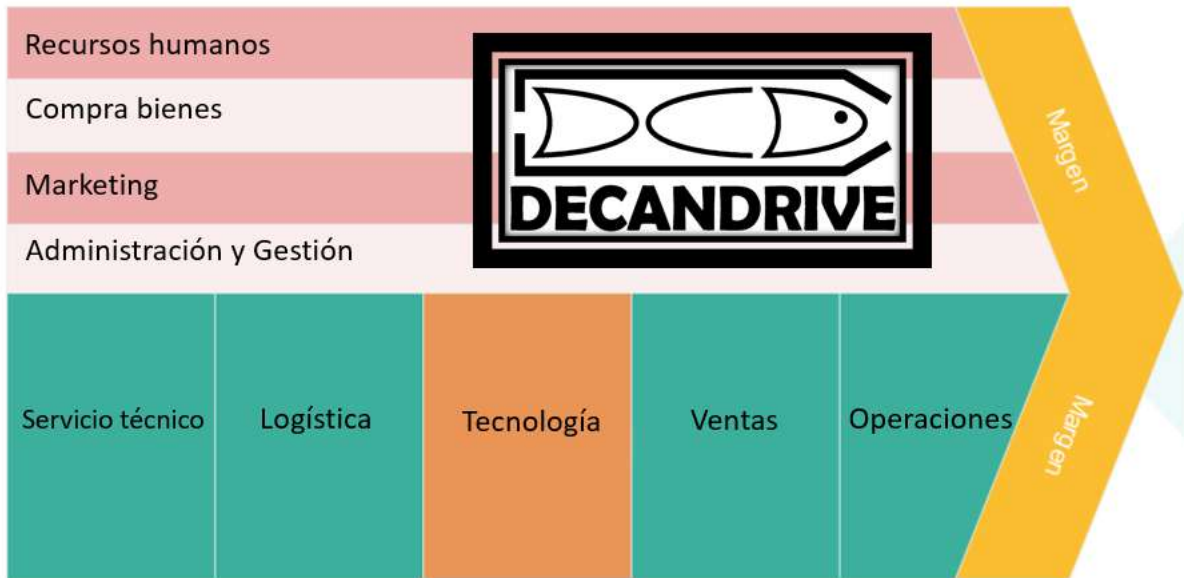 Recursos humanos
Compra bienes
Marketing
Administración y Gestión
DECANDRIVE
Margen
Servicio técnico
Logística
Tecnología
Ventas
Operaciones
Margen